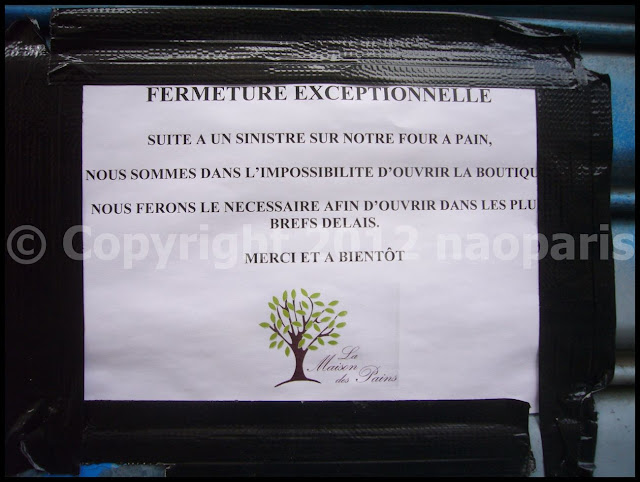 FERMETURE EXCEPTIONNELLE
SUITE A UN SINISTRE SUR NOTRE FOUR A PAIN,
NOUS SOMMES DANS L'IMPOSSIBILITE D'OUVRIR LA BOUTIQU
NOUS FERONS LE NECESSAIRE AFIN D'OUVRIR DANS LES PLU
BREFS DELAIS.
© Copyright 2012 naoparis
MERCI ET A BIENTÔT
La
Maison
des Pains